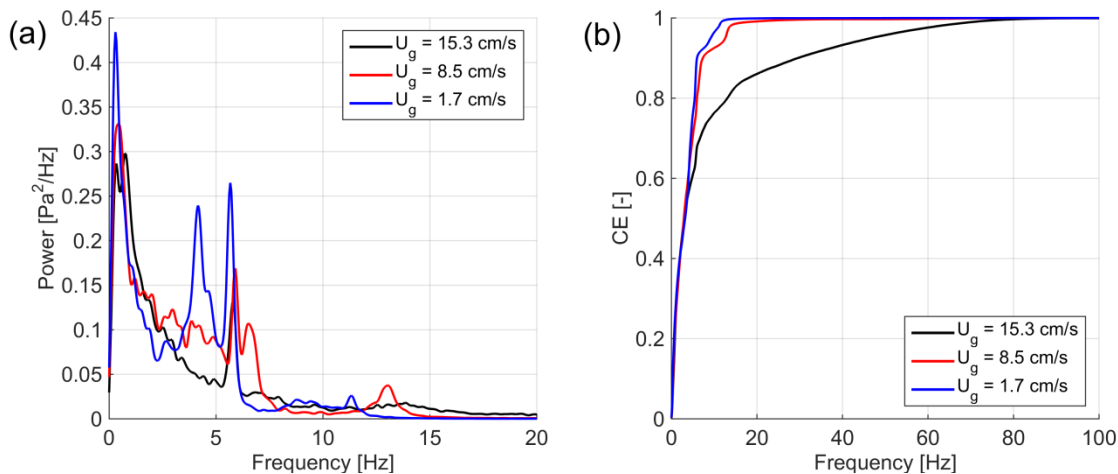 (a)
Power [Pa²/Hz]
0.45
0.4
0.35
0.3
0.25
0.2
0.15
0.1
0.05
0
0 5 10 15 20
Frequency [Hz]
U_g = 15.3 cm/s
U_g = 8.5 cm/s
U_g = 1.7 cm/s
(b)
CE [-]
1
0.8
0.6
0.4
0.2
0
0 20 40 60 80 100
Frequency [Hz]
U_g = 15.3 cm/s
U_g = 8.5 cm/s
U_g = 1.7 cm/s